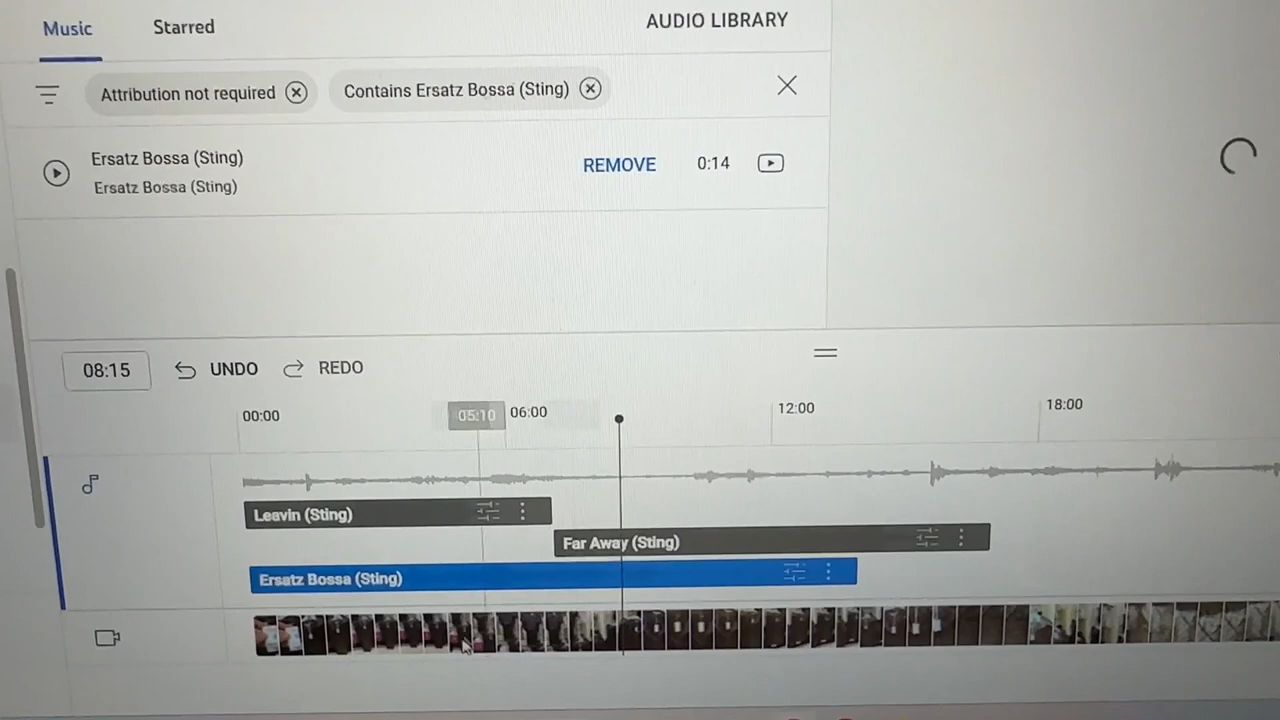 Music Starred AUDIO LIBRARY
Attribution not required Contains Ersatz Bossa (Sting)
Ersatz Bossa (Sting)
REMOVE 0:14
Ersatz Bossa (Sting)
08:15 UNDO REDO
00:00 05:10 06:00 12:00 18:00
Leavin (Sting)
Far Away (Sting)
Ersatz Bossa (Sting)